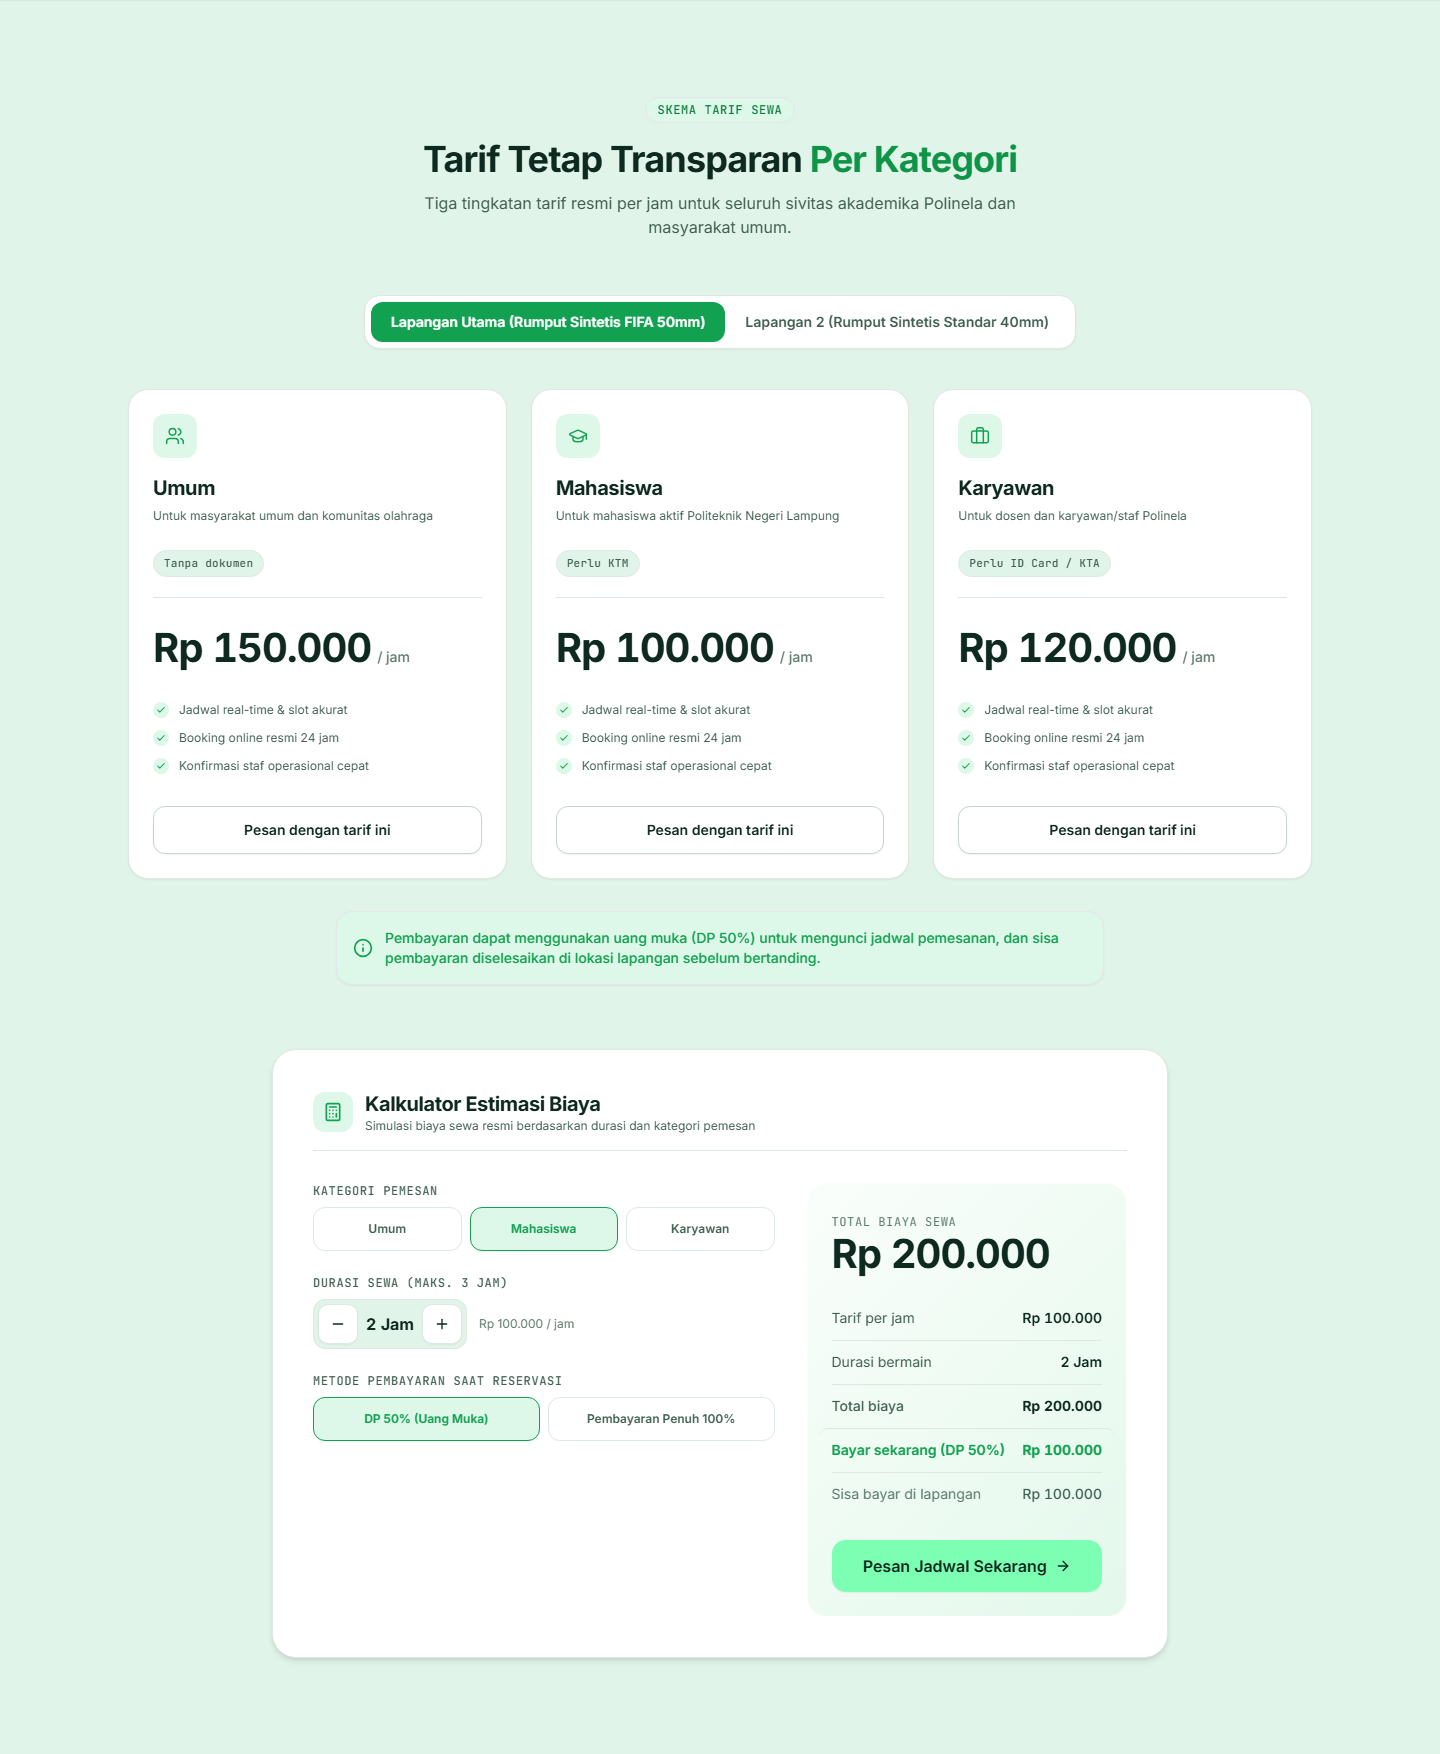 SKEMA TARIF SEWA
Tarif Tetap Transparan Per Kategori
Tiga tingkatan tarif resmi per jam untuk seluruh sivitas akademika Polinela dan
masyarakat umum.
Lapangan Utama (Rumput Sintetis FIFA 50mm)
Lapangan 2 (Rumput Sintetis Standar 40mm)
Umum
Untuk masyarakat umum dan komunitas olahraga
Tanpa dokumen
Rp 150.000 / jam
Jadwal real-time & slot akurat
Booking online resmi 24 jam
Konfirmasi staf operasional cepat
Pesan dengan tarif ini
Mahasiswa
Untuk mahasiswa aktif Politeknik Negeri Lampung
Perlu KTM
Rp 100.000 / jam
Jadwal real-time & slot akurat
Booking online resmi 24 jam
Konfirmasi staf operasional cepat
Pesan dengan tarif ini
Karyawan
Untuk dosen dan karyawan/staf Polinela
Perlu ID Card / KTA
Rp 120.000 / jam
Jadwal real-time & slot akurat
Booking online resmi 24 jam
Konfirmasi staf operasional cepat
Pesan dengan tarif ini
Pembayaran dapat menggunakan uang muka (DP 50%) untuk mengunci jadwal pemesanan, dan sisa
pembayaran diselesaikan di lokasi lapangan sebelum bertanding.
Kalkulator Estimasi Biaya
Simulasi biaya sewa resmi berdasarkan durasi dan kategori pemesan
KATEGORI PEMESAN
Umum
Mahasiswa
Karyawan
DURASI SEWA (MAKS. 3 JAM)
− 2 Jam +
Rp 100.000 / jam
METODE PEMBAYARAN SAAT RESERVASI
DP 50% (Uang Muka)
Pembayaran Penuh 100%
TOTAL BIAYA SEWA
Rp 200.000
Tarif per jam Rp 100.000
Durasi bermain 2 Jam
Total biaya Rp 200.000
Bayar sekarang (DP 50%) Rp 100.000
Sisa bayar di lapangan Rp 100.000
Pesan Jadwal Sekarang →